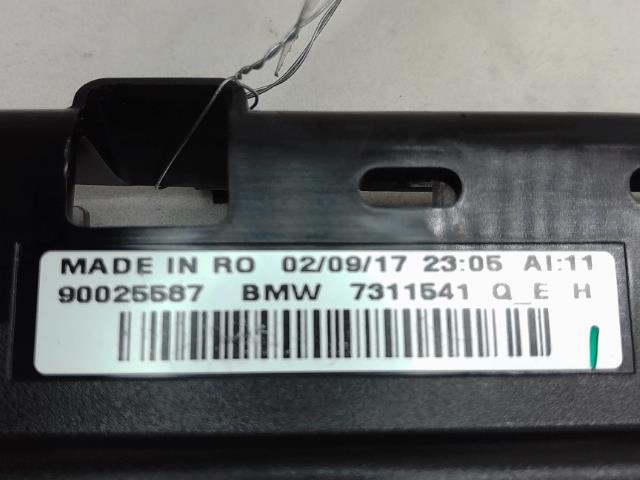 MADE IN RO 02/09/17 23:05 AI:11
90025587 BMW 7311541 Q_E H